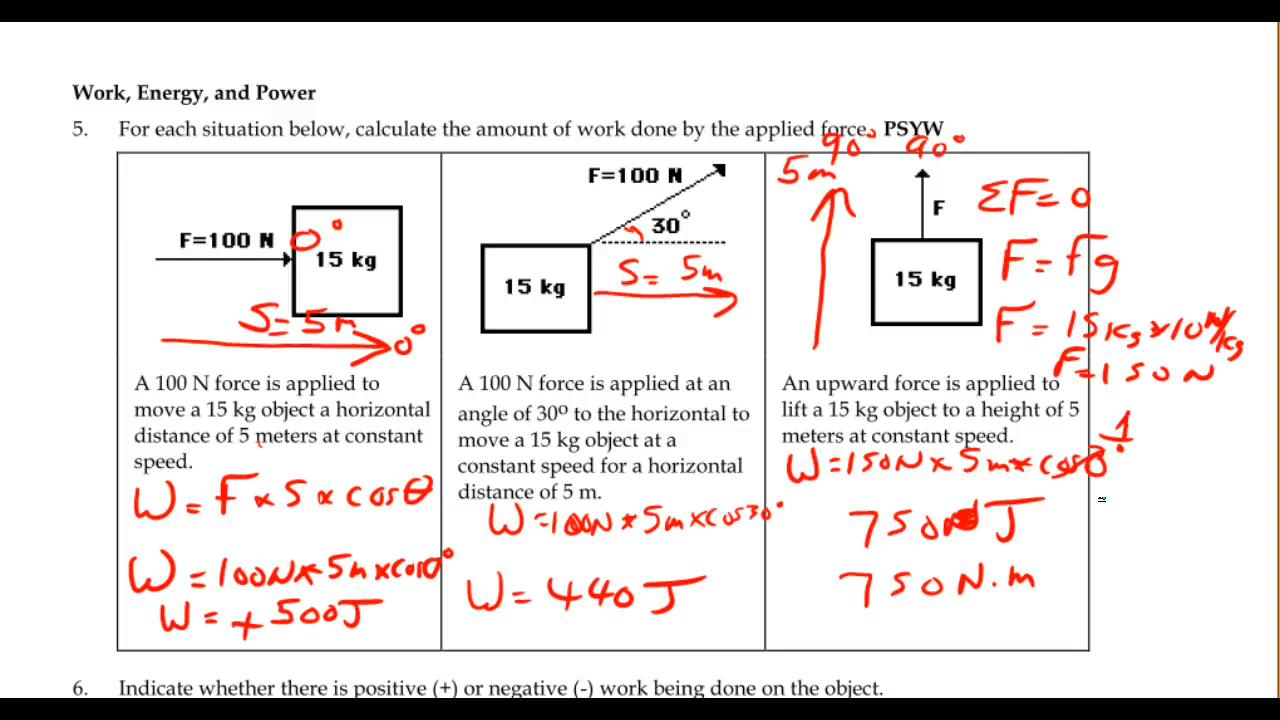 Work, Energy, and Power
5. For each situation below, calculate the amount of work done by the applied force. PSYW
F=100 N
0°
15 kg
S=5m
0°
A 100 N force is applied to
move a 15 kg object a horizontal
distance of 5 meters at constant
speed.
W=F×S×cosθ
W=100N×5m×cos0°
W=+500J
F=100 N
30°
15 kg
S=5m
A 100 N force is applied at an
angle of 30º to the horizontal to
move a 15 kg object at a
constant speed for a horizontal
distance of 5 m.
W=100N×5m×cos30°
W=440J
90°
5m
90°
F
15 kg
ΣF=0
F=Fg
F=15kg×10N/kg
F=150N
An upward force is applied to
lift a 15 kg object to a height of 5
meters at constant speed.
1
W=150N×5m×cos0°
750 J
750N.m
6. Indicate whether there is positive (+) or negative (-) work being done on the object.